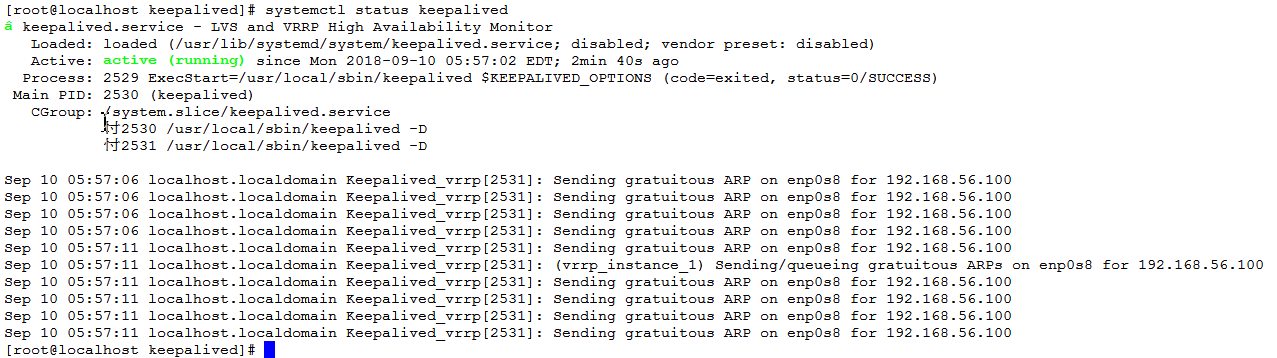 [root@localhost keepalived]# systemctl status keepalived
â keepalived.service - LVS and VRRP High Availability Monitor
Loaded: loaded (/usr/lib/systemd/system/keepalived.service; disabled; vendor preset: disabled)
Active: active (running) since Mon 2018-09-10 05:57:02 EDT; 2min 40s ago
Process: 2529 ExecStart=/usr/local/sbin/keepalived $KEEPALIVED_OPTIONS (code=exited, status=0/SUCCESS)
Main PID: 2530 (keepalived)
CGroup: /system.slice/keepalived.service
付2530 /usr/local/sbin/keepalived -D
付2531 /usr/local/sbin/keepalived -D
Sep 10 05:57:06 localhost.localdomain Keepalived_vrrp[2531]: Sending gratuitous ARP on enp0s8 for 192.168.56.100
Sep 10 05:57:06 localhost.localdomain Keepalived_vrrp[2531]: Sending gratuitous ARP on enp0s8 for 192.168.56.100
Sep 10 05:57:06 localhost.localdomain Keepalived_vrrp[2531]: Sending gratuitous ARP on enp0s8 for 192.168.56.100
Sep 10 05:57:06 localhost.localdomain Keepalived_vrrp[2531]: Sending gratuitous ARP on enp0s8 for 192.168.56.100
Sep 10 05:57:11 localhost.localdomain Keepalived_vrrp[2531]: Sending gratuitous ARP on enp0s8 for 192.168.56.100
Sep 10 05:57:11 localhost.localdomain Keepalived_vrrp[2531]: (vrrp_instance_1) Sending/queueing gratuitous ARPs on enp0s8 for 192.168.56.100
Sep 10 05:57:11 localhost.localdomain Keepalived_vrrp[2531]: Sending gratuitous ARP on enp0s8 for 192.168.56.100
Sep 10 05:57:11 localhost.localdomain Keepalived_vrrp[2531]: Sending gratuitous ARP on enp0s8 for 192.168.56.100
Sep 10 05:57:11 localhost.localdomain Keepalived_vrrp[2531]: Sending gratuitous ARP on enp0s8 for 192.168.56.100
Sep 10 05:57:11 localhost.localdomain Keepalived_vrrp[2531]: Sending gratuitous ARP on enp0s8 for 192.168.56.100
[root@localhost keepalived]#